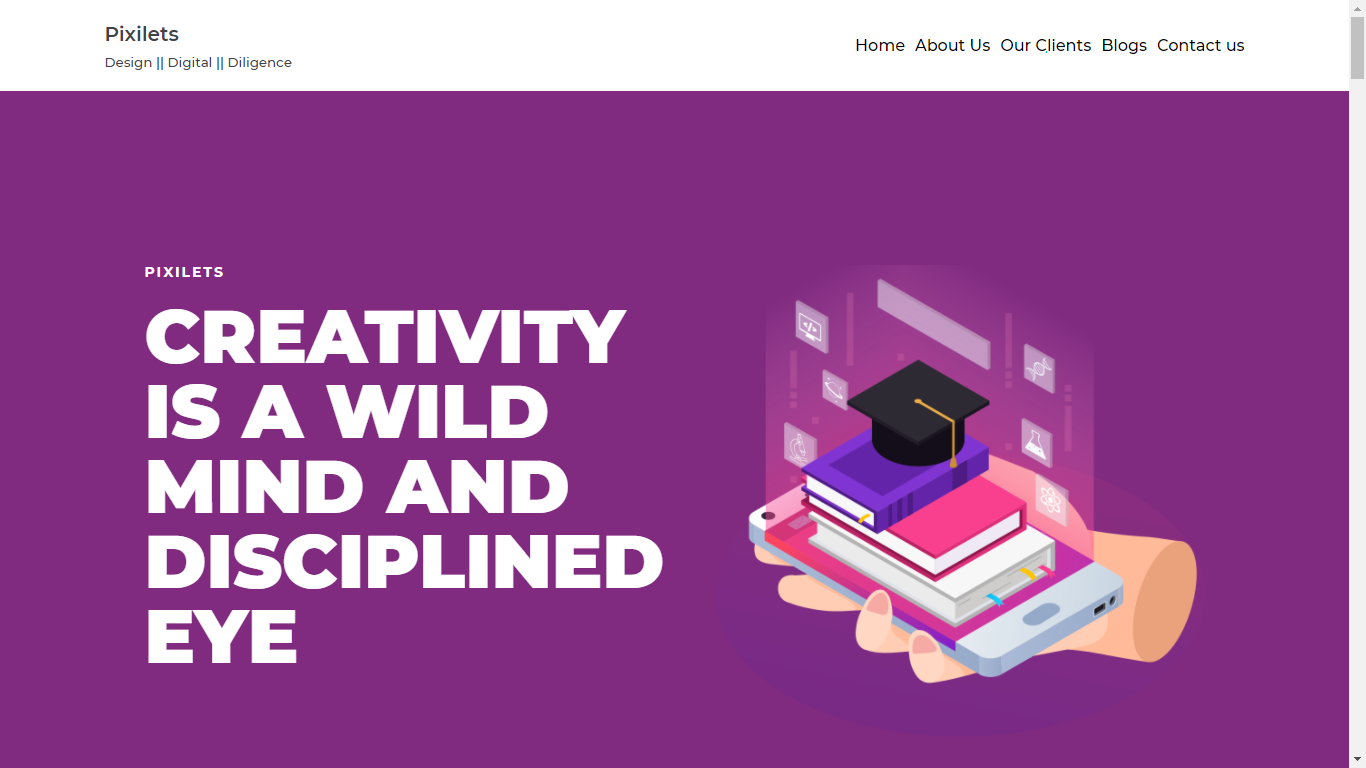 Pixilets
Design || Digital || Diligence
Home About Us Our Clients Blogs Contact us
PIXILETS
CREATIVITY
IS A WILD
MIND AND
DISCIPLINED
EYE